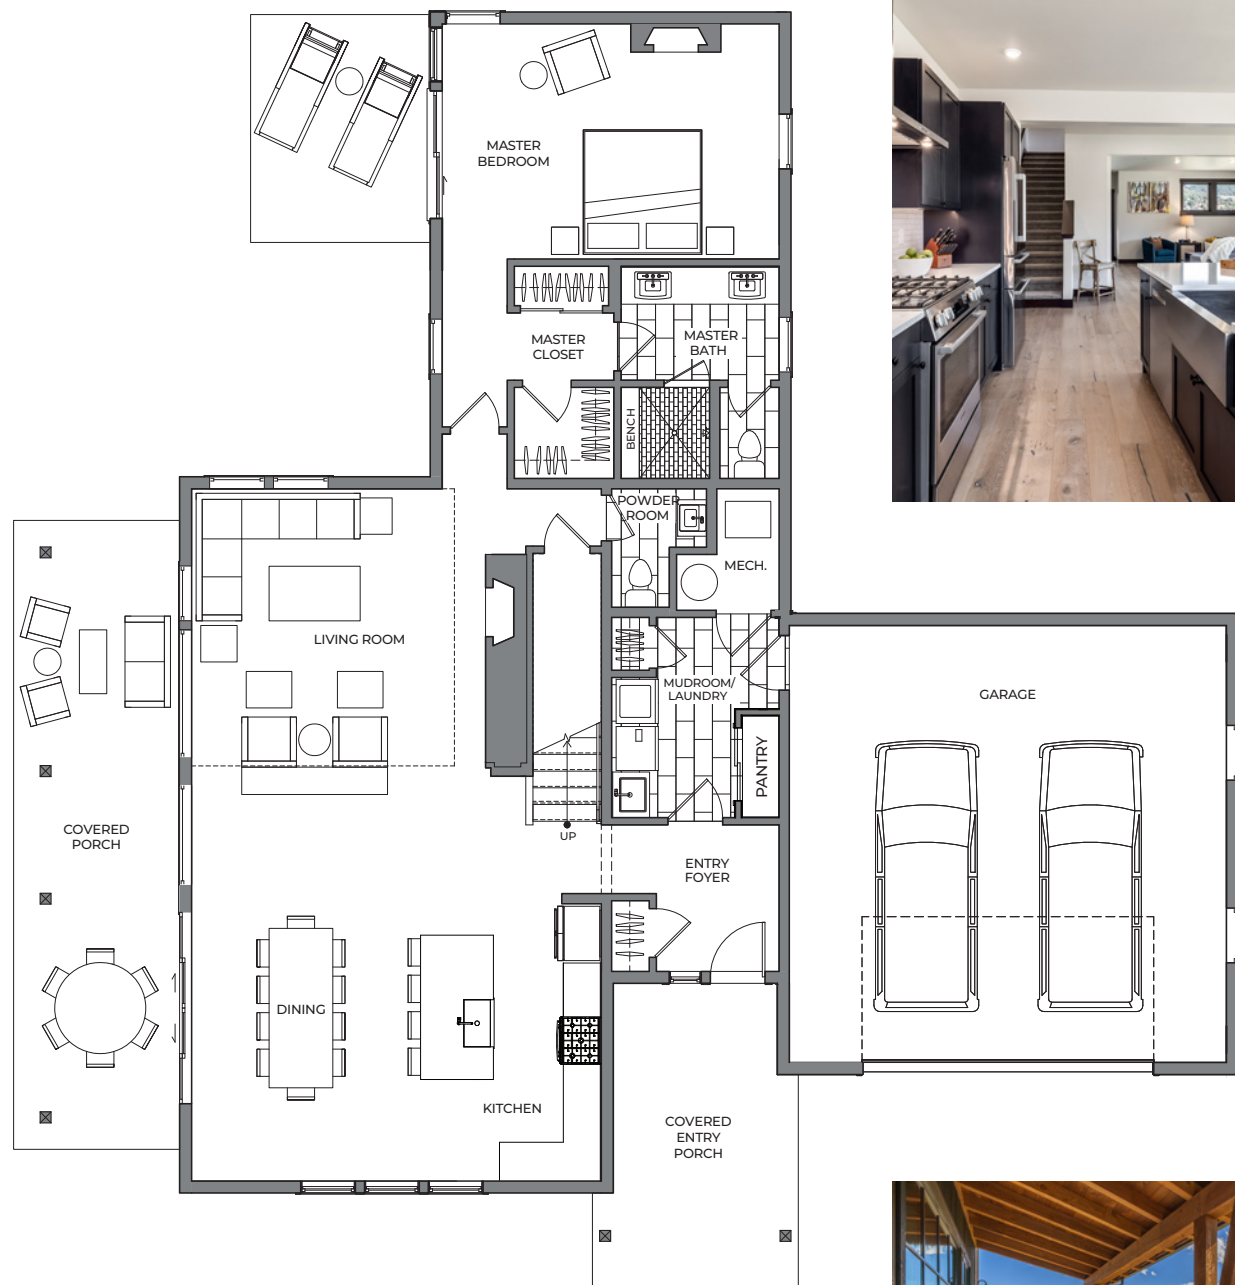 MASTER
BEDROOM
MASTER
CLOSET
MASTER
BATH
BENCH
POWDER
ROOM
MECH.
LIVING ROOM
MUDROOM/
LAUNDRY
GARAGE
PANTRY
COVERED
PORCH
UP
ENTRY
FOYER
DINING
KITCHEN
COVERED
ENTRY
PORCH